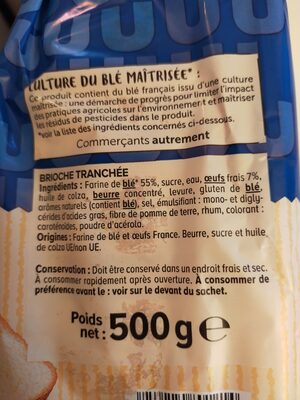 CULTURE DU BLÉ MAÎTRISÉE* :
Ce produit contient du blé français issu d'une culture
maîtrisée : une démarche de progrès pour limiter l'impact
des pratiques agricoles sur l'environnement et maîtriser
les résidus de pesticides dans le produit.
*voir la liste des ingrédients concernés ci-dessous.
Commerçants autrement
BRIOCHE TRANCHÉE
Ingrédients : Farine de blé* 55%, sucre, eau, œufs frais 7%,
huile de colza, beurre concentré, levure, gluten de blé,
arômes naturels (contient blé), sel, émulsifiant : mono- et digly-
cérides d'acides gras, fibre de pomme de terre, rhum, colorant :
caroténoïdes, poudre d'acérola.
Origines : Farine de blé et œufs France. Beurre, sucre et huile
de colza UE/non UE.
Conservation : Doit être conservé dans un endroit frais et sec.
À consommer rapidement après ouverture. À consommer de
préférence avant le : voir sur le devant du sachet.
Poids
net : 500 g e